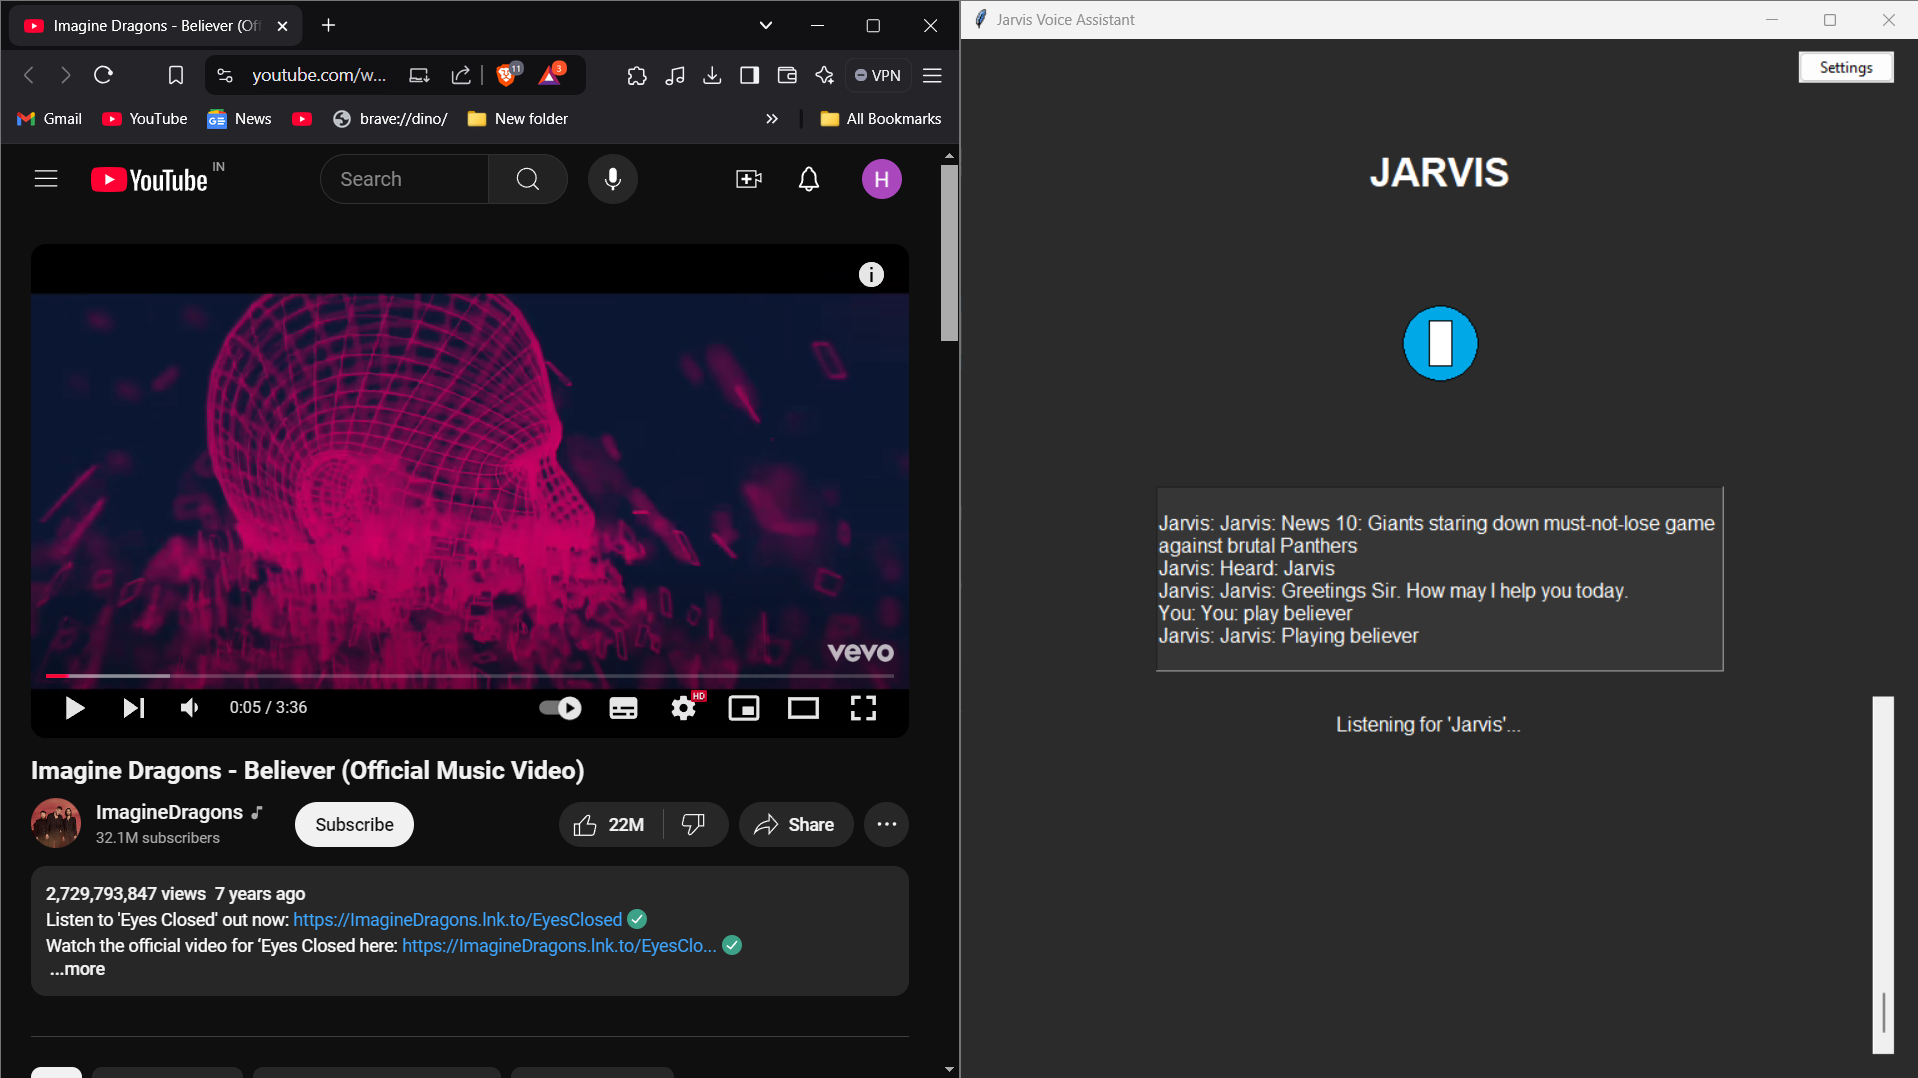 Imagine Dragons - Believer (Of
youtube.com/w...
11
3
VPN
Gmail
YouTube
News
brave://dino/
New folder
»
All Bookmarks
YouTube IN
Search
H
vevo
0:05 / 3:36
HD
Imagine Dragons - Believer (Official Music Video)
ImagineDragons
32.1M subscribers
Subscribe
22M
Share
2,729,793,847 views 7 years ago
Listen to 'Eyes Closed' out now: https://ImagineDragons.lnk.to/EyesClosed
Watch the official video for ‘Eyes Closed here: https://ImagineDragons.lnk.to/EyesClo...
...more
Jarvis Voice Assistant
Settings
JARVIS
Jarvis: Jarvis: News 10: Giants staring down must-not-lose game
against brutal Panthers
Jarvis: Heard: Jarvis
Jarvis: Jarvis: Greetings Sir. How may I help you today.
You: You: play believer
Jarvis: Jarvis: Playing believer
Listening for 'Jarvis'...